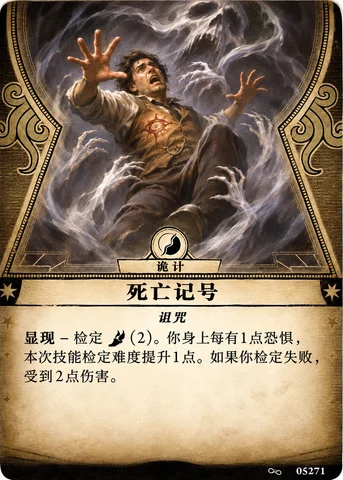 诡计
死亡记号
诅咒
显现 – 检定 (2)。你身上每有1点恐惧，
本次技能检定难度提升1点。如果你检定失败，
受到2点伤害。
05271